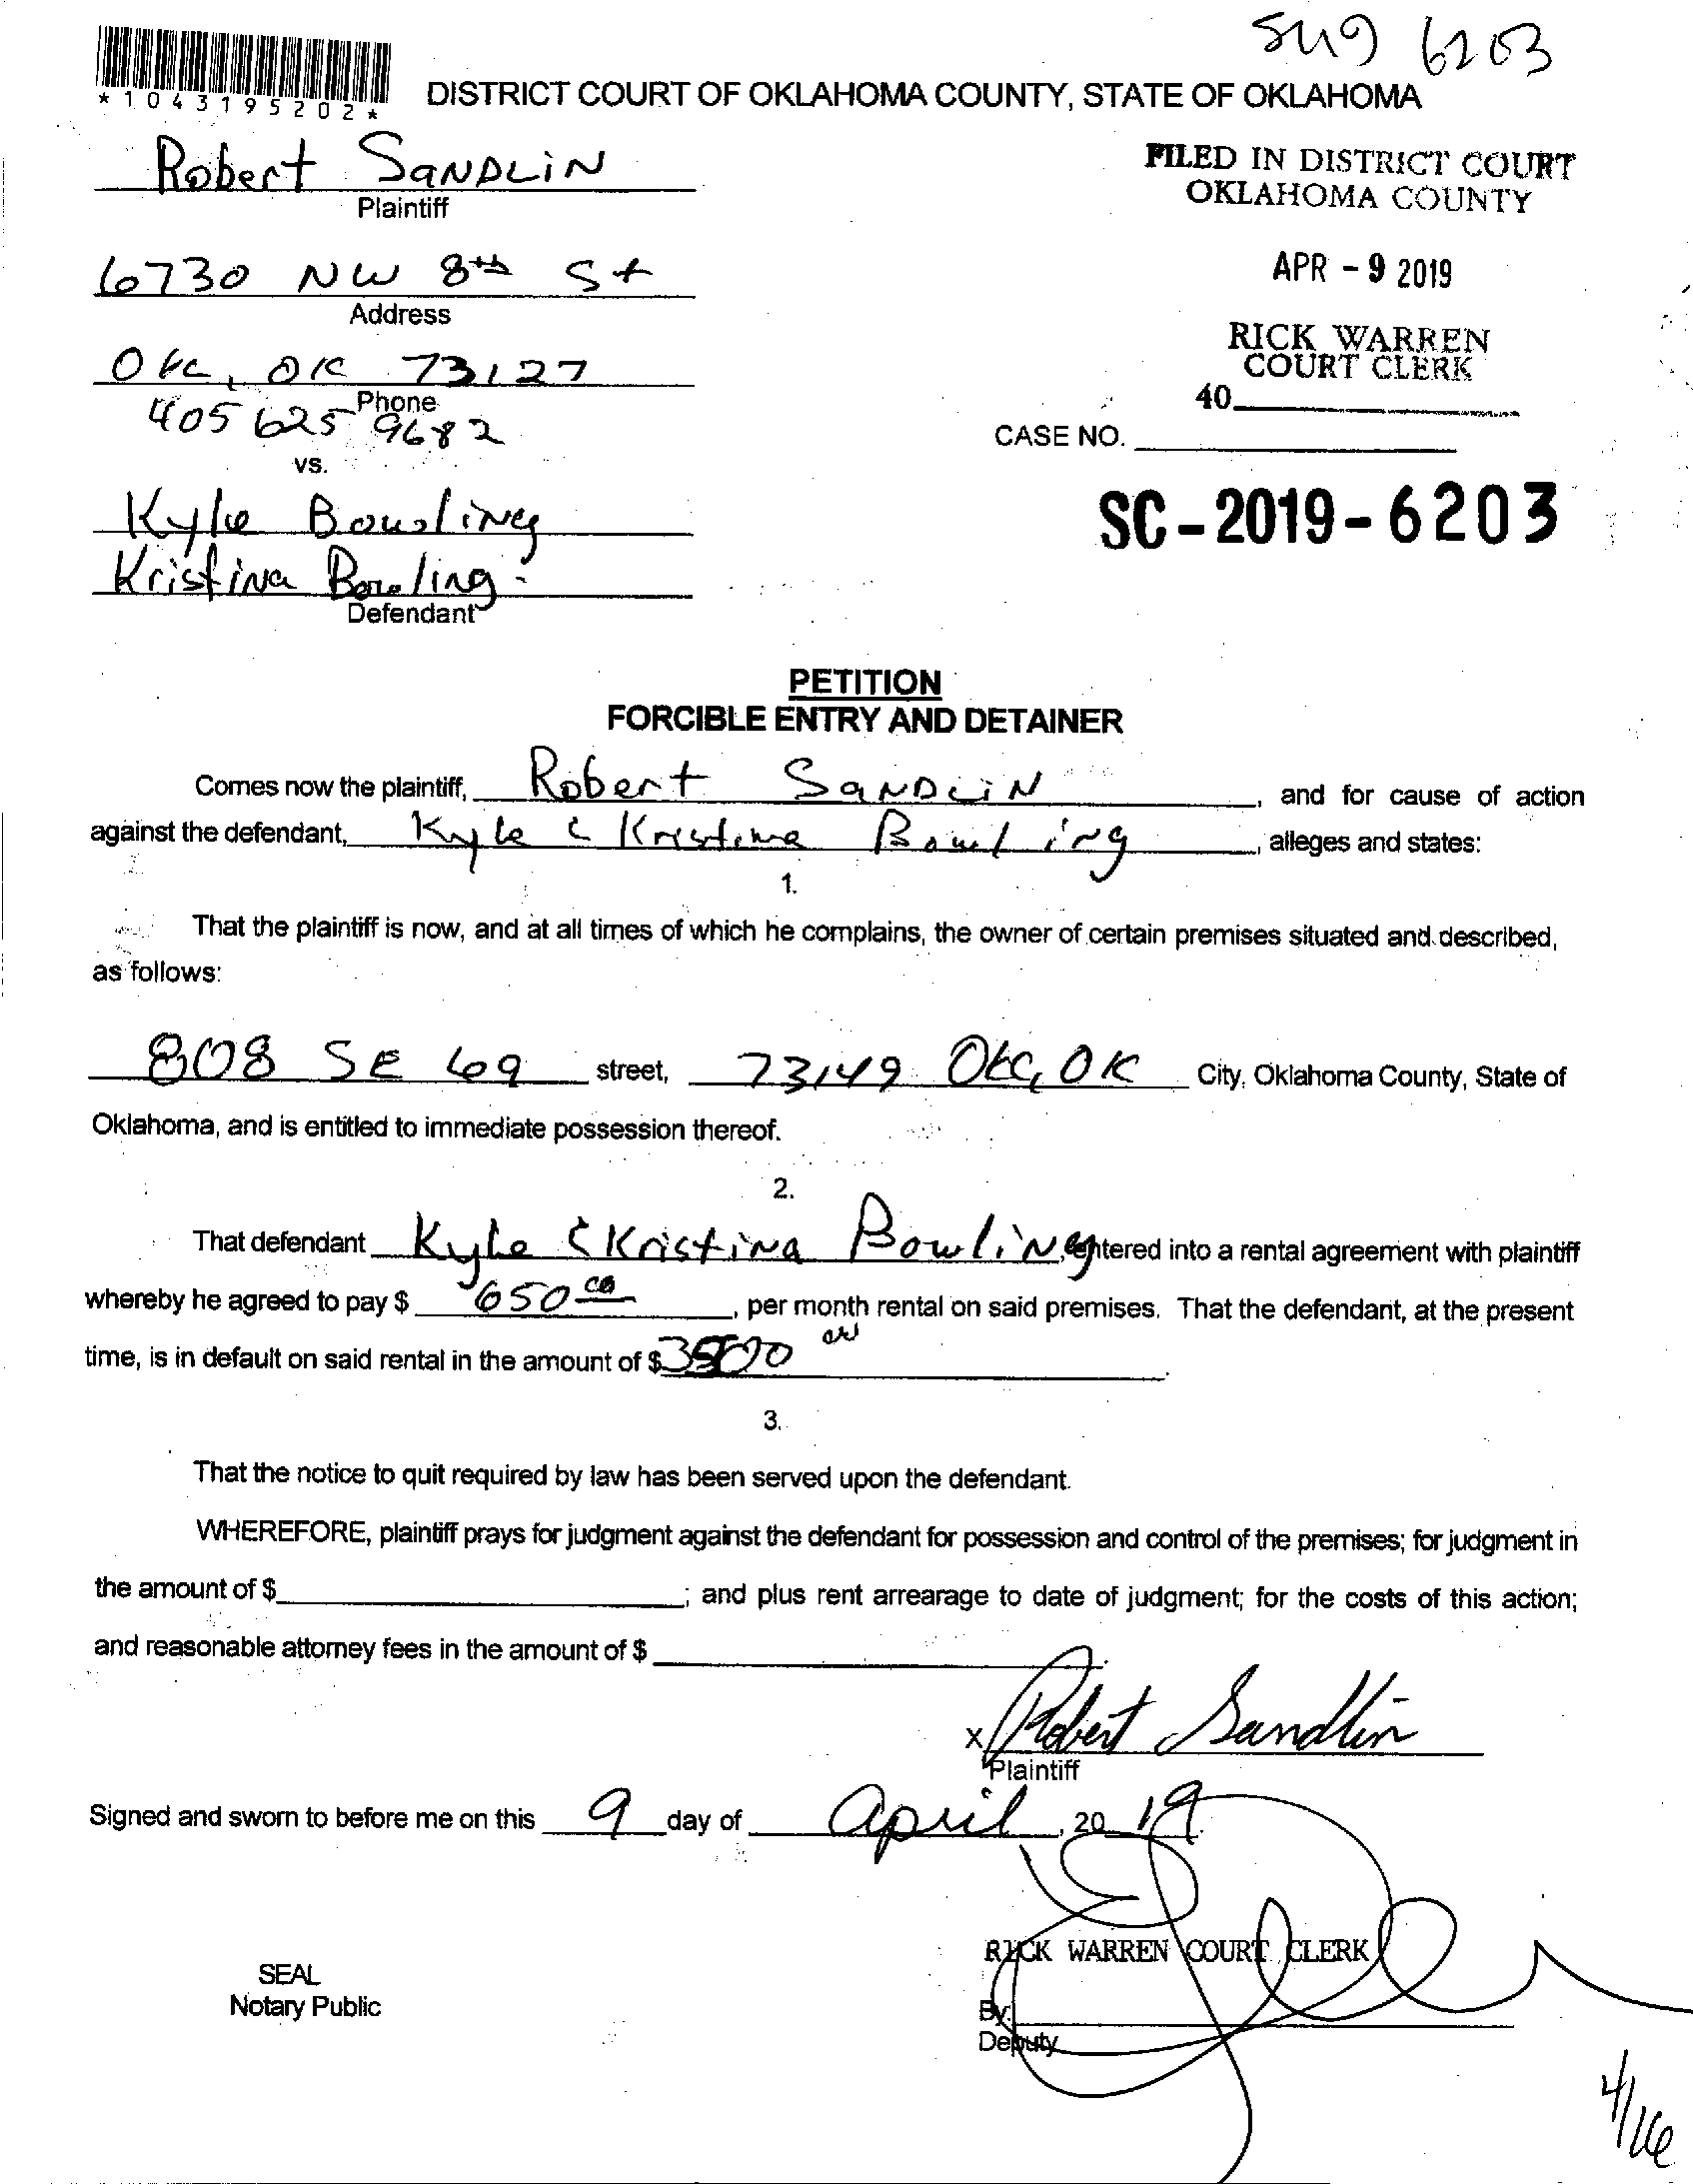 SC19 6203
*1043195202*
DISTRICT COURT OF OKLAHOMA COUNTY, STATE OF OKLAHOMA
Robert SaNDLiN
Plaintiff
FILED IN DISTRICT COURT
OKLAHOMA COUNTY
6730 NW 8th St
Address
APR - 9 2019
RICK WARREN
COURT CLERK
OKC, OK 73127
Phone
405 625 9682
40
CASE NO.
vs.
Kyle Bowling
SC-2019-6203
Kristina Bowling
Defendant
PETITION
FORCIBLE ENTRY AND DETAINER
Comes now the plaintiff, Robert SaNDLiN, and for cause of action
against the defendant, Kyle & Kristina Bowling, alleges and states:
1.
That the plaintiff is now, and at all times of which he complains, the owner of certain premises situated and described,
as follows:
808 SE 69 street, 73149 OKC, OK City, Oklahoma County, State of
Oklahoma, and is entitled to immediate possession thereof.
2.
That defendant Kyle & Kristina Bowling, entered into a rental agreement with plaintiff
whereby he agreed to pay $ 650 00, per month rental on said premises. That the defendant, at the present
time, is in default on said rental in the amount of $
3.
That the notice to quit required by law has been served upon the defendant.
WHEREFORE, plaintiff prays for judgment against the defendant for possession and control of the premises; for judgment in
the amount of $ ; and plus rent arrearage to date of judgment; for the costs of this action;
and reasonable attorney fees in the amount of $
x Robert Sandlin
Plaintiff
Signed and sworn to before me on this 9 day of April, 20 19.
RICK WARREN COURT CLERK
SEAL
Notary Public
By:
Deputy
4/16